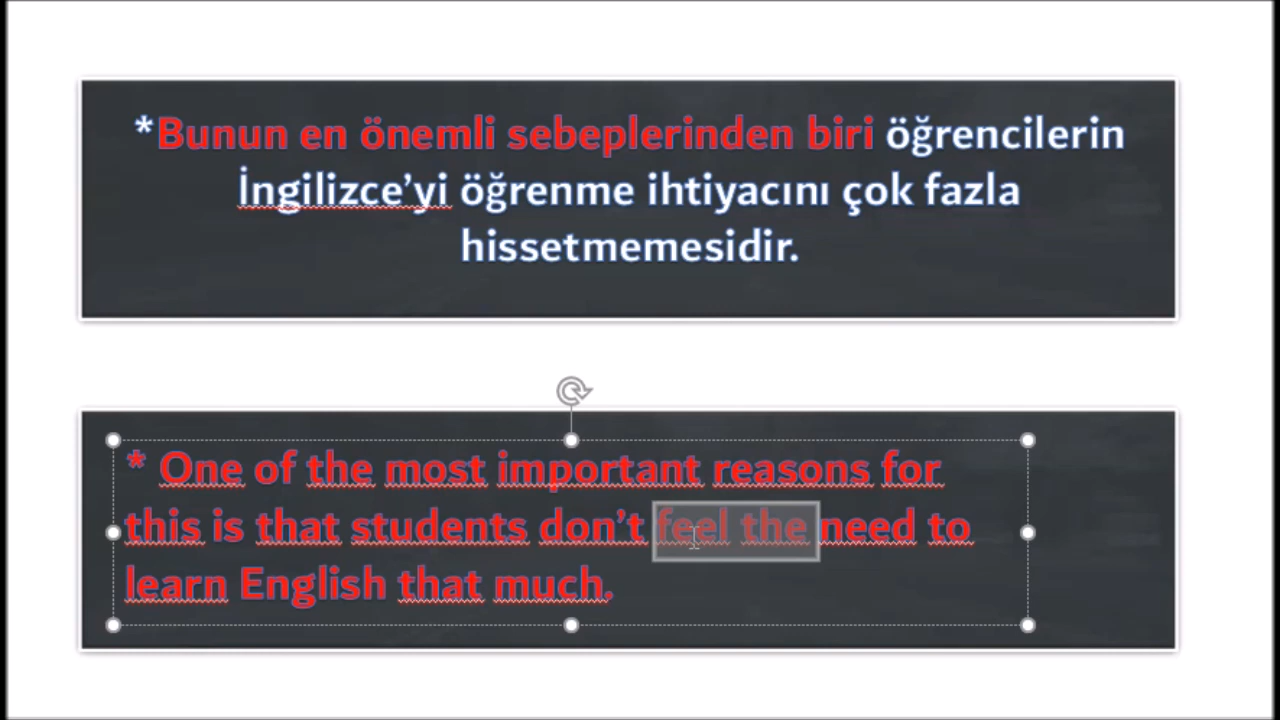 *Bunun en önemli sebeplerinden biri öğrencilerin
İngilizce’yi öğrenme ihtiyacını çok fazla
hissetmemesidir.
* One of the most important reasons for
this is that students don’t feel the need to
learn English that much.